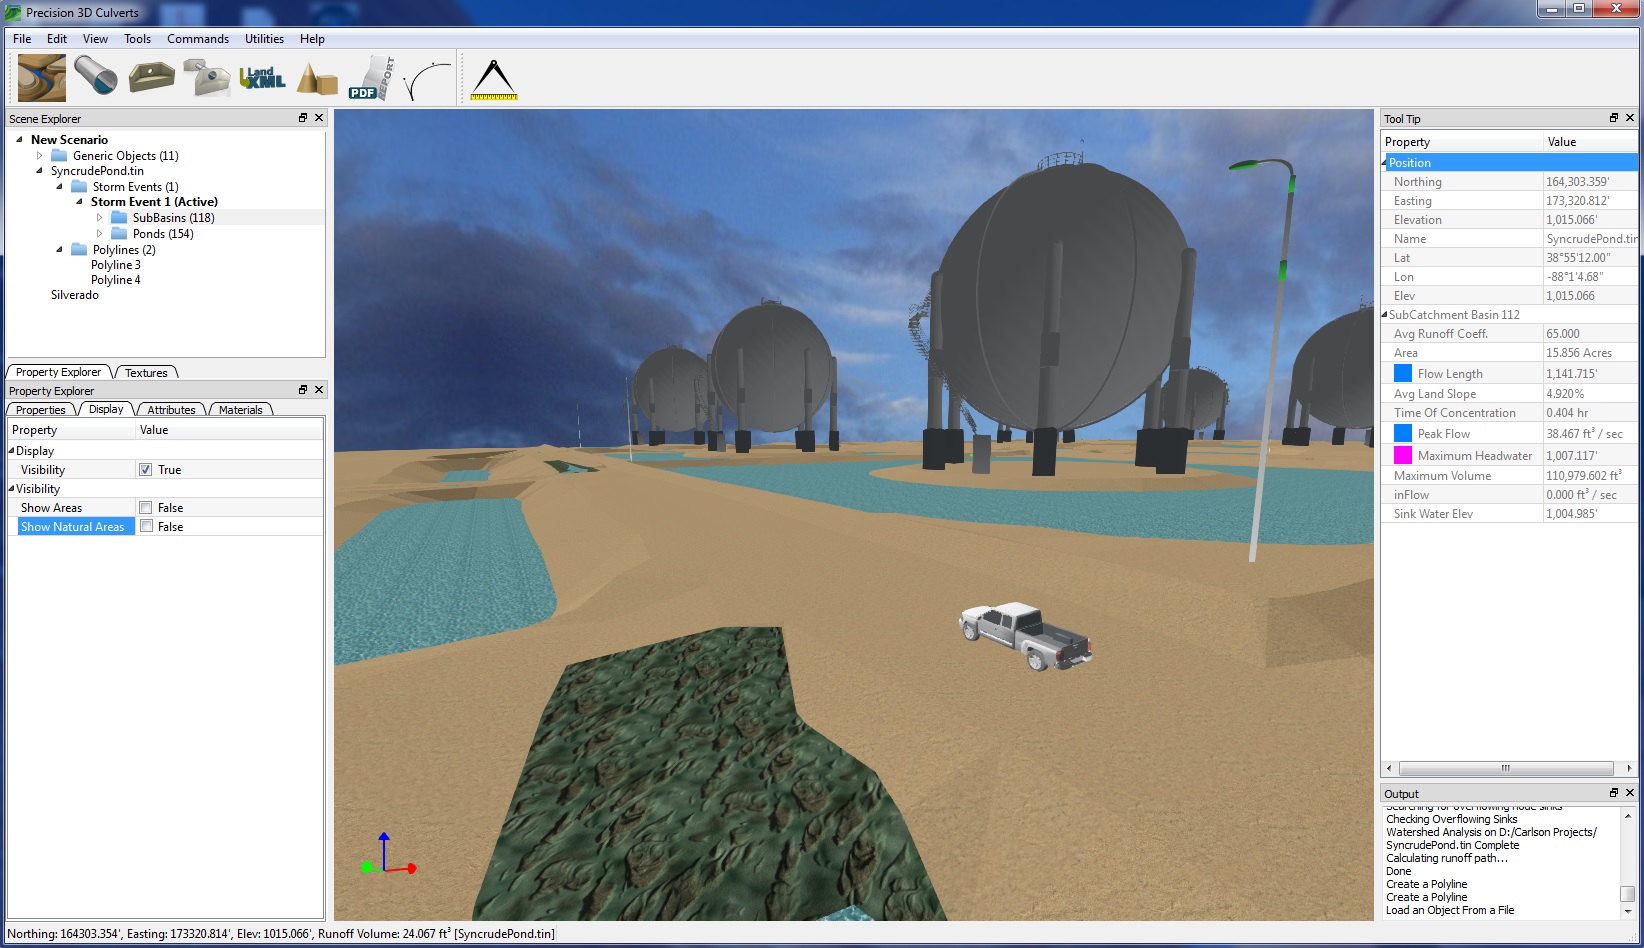 Precision 3D Culverts
File Edit View Tools Commands Utilities Help
Land XML
PDF REPORT
Scene Explorer
New Scenario
Generic Objects (11)
SyncrudePond.tin
Storm Events (1)
Storm Event 1 (Active)
SubBasins (118)
Ponds (154)
Polylines (2)
Polyline 3
Polyline 4
Silverado
Property Explorer Textures
Property Explorer
Properties Display Attributes Materials
Property Value
Display
Visibility True
Visibility
Show Areas False
Show Natural Areas False
Tool Tip
Property Value
Position
Northing 164,303.359'
Easting 173,320.812'
Elevation 1,015.066'
Name SyncrudePond.tin
Lat 38°55'12.00"
Lon -88°1'4.68"
Elev 1,015.066
SubCatchment Basin 112
Avg Runoff Coeff. 65.000
Area 15.856 Acres
Flow Length 1,141.715'
Avg Land Slope 4.920%
Time Of Concentration 0.404 hr
Peak Flow 38.467 ft³ / sec
Maximum Headwater 1,007.117'
Maximum Volume 110,979.602 ft³
inFlow 0.000 ft³ / sec
Sink Water Elev 1,004.985'
Output
Searching for overflowing node sinks
Checking Overflowing Sinks
Watershed Analysis on D:/Carlson Projects/
SyncrudePond.tin Complete
Calculating runoff path...
Done
Create a Polyline
Create a Polyline
Load an Object From a File
Northing: 164303.354', Easting: 173320.814', Elev: 1015.066', Runoff Volume: 24.067 ft³ [SyncrudePond.tin]